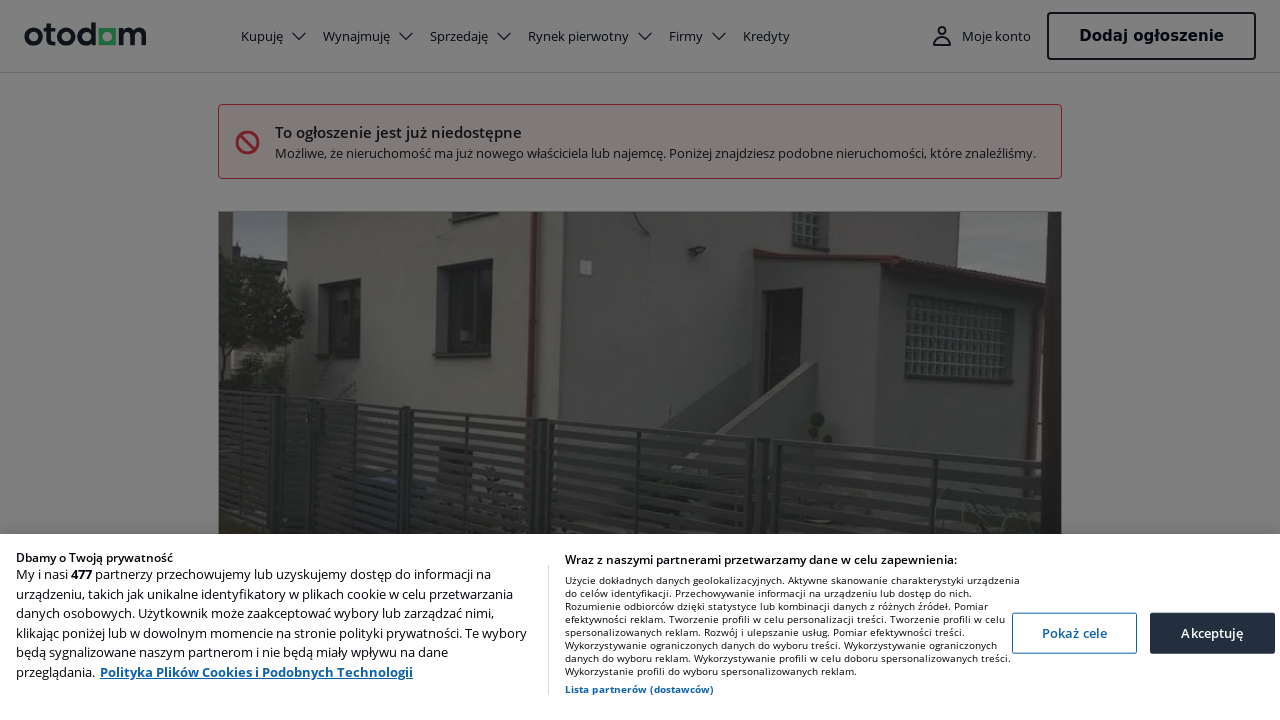 otodom
Kupuję
Wynajmuję
Sprzedaję
Rynek pierwotny
Firmy
Kredyty
Moje konto
Dodaj ogłoszenie
To ogłoszenie jest już niedostępne
Możliwe, że nieruchomość ma już nowego właściciela lub najemcę. Poniżej znajdziesz podobne nieruchomości, które znaleźliśmy.
Dbamy o Twoją prywatność
My i nasi 477 partnerzy przechowujemy lub uzyskujemy dostęp do informacji na
urządzeniu, takich jak unikalne identyfikatory w plikach cookie w celu przetwarzania
danych osobowych. Użytkownik może zaakceptować wybory lub zarządzać nimi,
klikając poniżej lub w dowolnym momencie na stronie polityki prywatności. Te wybory
będą sygnalizowane naszym partnerom i nie będą miały wpływu na dane
przeglądania. Polityka Plików Cookies i Podobnych Technologii
Wraz z naszymi partnerami przetwarzamy dane w celu zapewnienia:
Użycie dokładnych danych geolokalizacyjnych. Aktywne skanowanie charakterystyki urządzenia
do celów identyfikacji. Przechowywanie informacji na urządzeniu lub dostęp do nich.
Rozumienie odbiorców dzięki statystyce lub kombinacji danych z różnych źródeł. Pomiar
efektywności reklam. Tworzenie profili w celu personalizacji treści. Tworzenie profili w celu
spersonalizowanych reklam. Rozwój i ulepszanie usług. Pomiar efektywności treści.
Wykorzystywanie ograniczonych danych do wyboru treści. Wykorzystywanie ograniczonych
danych do wyboru reklam. Wykorzystywanie profili w celu doboru spersonalizowanych treści.
Wykorzystanie profili do wyboru spersonalizowanych reklam.
Lista partnerów (dostawców)
Pokaż cele
Akceptuję